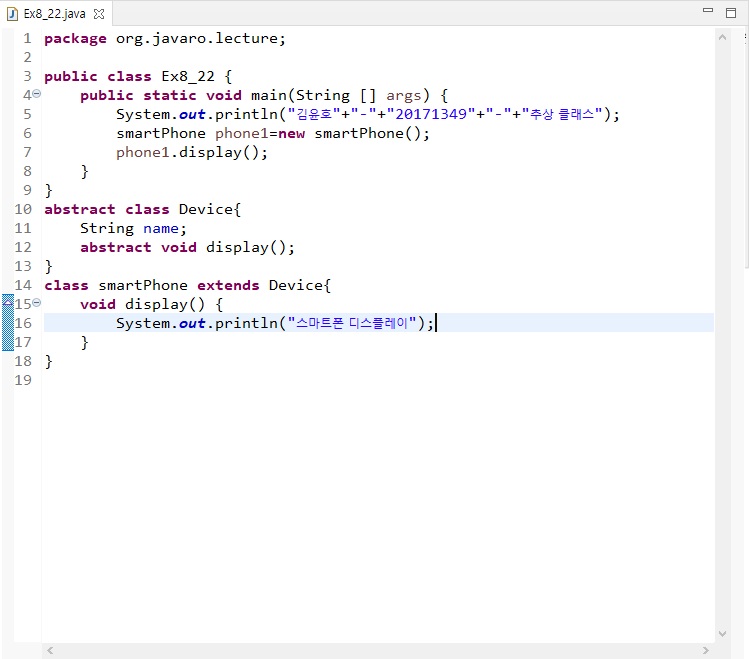 Ex8_22.java
1 package org.javaro.lecture;
2
3 public class Ex8_22 {
4 public static void main(String [] args) {
5 System.out.println("김윤호"+"-"+"20171349"+"-"+"추상 클래스");
6 smartPhone phone1=new smartPhone();
7 phone1.display();
8 }
9 }
10 abstract class Device{
11 String name;
12 abstract void display();
13 }
14 class smartPhone extends Device{
15 void display() {
16 System.out.println("스마트폰 디스플레이");
17 }
18 }
19